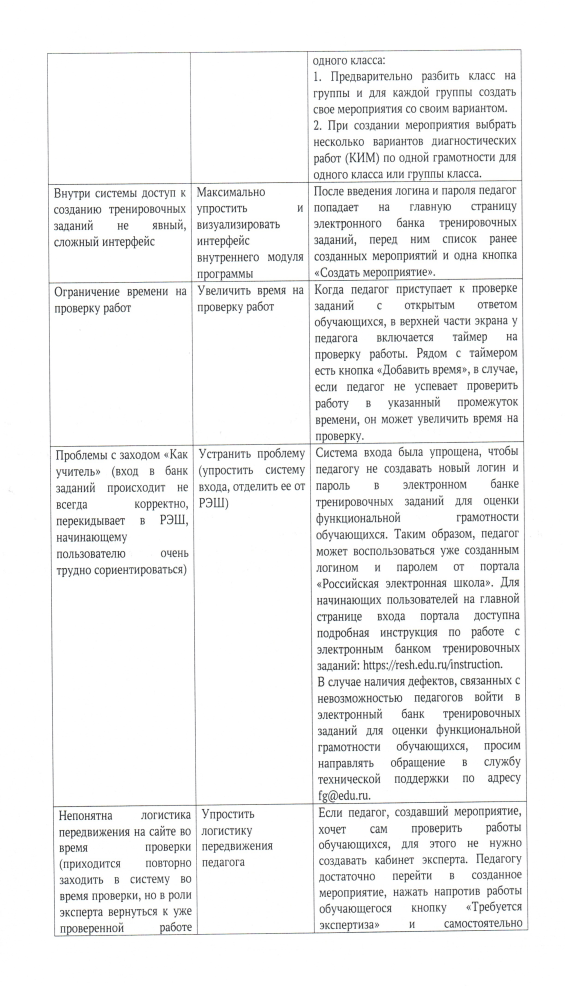 одного класса:
1. Предварительно разбить класс на
группы и для каждой группы создать
свое мероприятия со своим вариантом.
2. При создании мероприятия выбрать
несколько вариантов диагностических
работ (КИМ) по одной грамотности для
одного класса или группы класса.
Внутри системы доступ к
созданию тренировочных
заданий не явный,
сложный интерфейс
Максимально
упростить и
визуализировать
интерфейс
внутреннего модуля
программы
После введения логина и пароля педагог
попадает на главную страницу
электронного банка тренировочных
заданий, перед ним список ранее
созданных мероприятий и одна кнопка
«Создать мероприятие».
Ограничение времени на
проверку работ
Увеличить время на
проверку работ
Когда педагог приступает к проверке
заданий с открытым ответом
обучающихся, в верхней части экрана у
педагога включается таймер на
проверку работы. Рядом с таймером
есть кнопка «Добавить время», в случае,
если педагог не успевает проверить
работу в указанный промежуток
времени, он может увеличить время на
проверку.
Проблемы с заходом «Как
учитель» (вход в банк
заданий происходит не
всегда корректно,
перекидывает в РЭШ,
начинающему
пользователю очень
трудно сориентироваться)
Устранить проблему
(упростить систему
входа, отделить ее от
РЭШ)
Система входа была упрощена, чтобы
педагогу не создавать новый логин и
пароль в электронном банке
тренировочных заданий для оценки
функциональной грамотности
обучающихся. Таким образом, педагог
может воспользоваться уже созданным
логином и паролем от портала
«Российская электронная школа». Для
начинающих пользователей на главной
странице входа портала доступна
подробная инструкция по работе с
электронным банком тренировочных
заданий: https://resh.edu.ru/instruction.
В случае наличия дефектов, связанных с
невозможностью педагогов войти в
электронный банк тренировочных
заданий для оценки функциональной
грамотности обучающихся, просим
направлять обращение в службу
технической поддержки по адресу
fg@edu.ru.
Непонятна логистика
передвижения на сайте во
время проверки
(приходится повторно
заходить в систему во
время проверки, но в роли
эксперта вернуться к уже
проверенной работе
Упростить
логистику
передвижения
педагога
Если педагог, создавший мероприятие,
хочет сам проверить работы
обучающихся, для этого не нужно
создавать кабинет эксперта. Педагогу
достаточно перейти в созданное
мероприятие, нажать напротив работы
обучающегося кнопку «Требуется
экспертиза» и самостоятельно